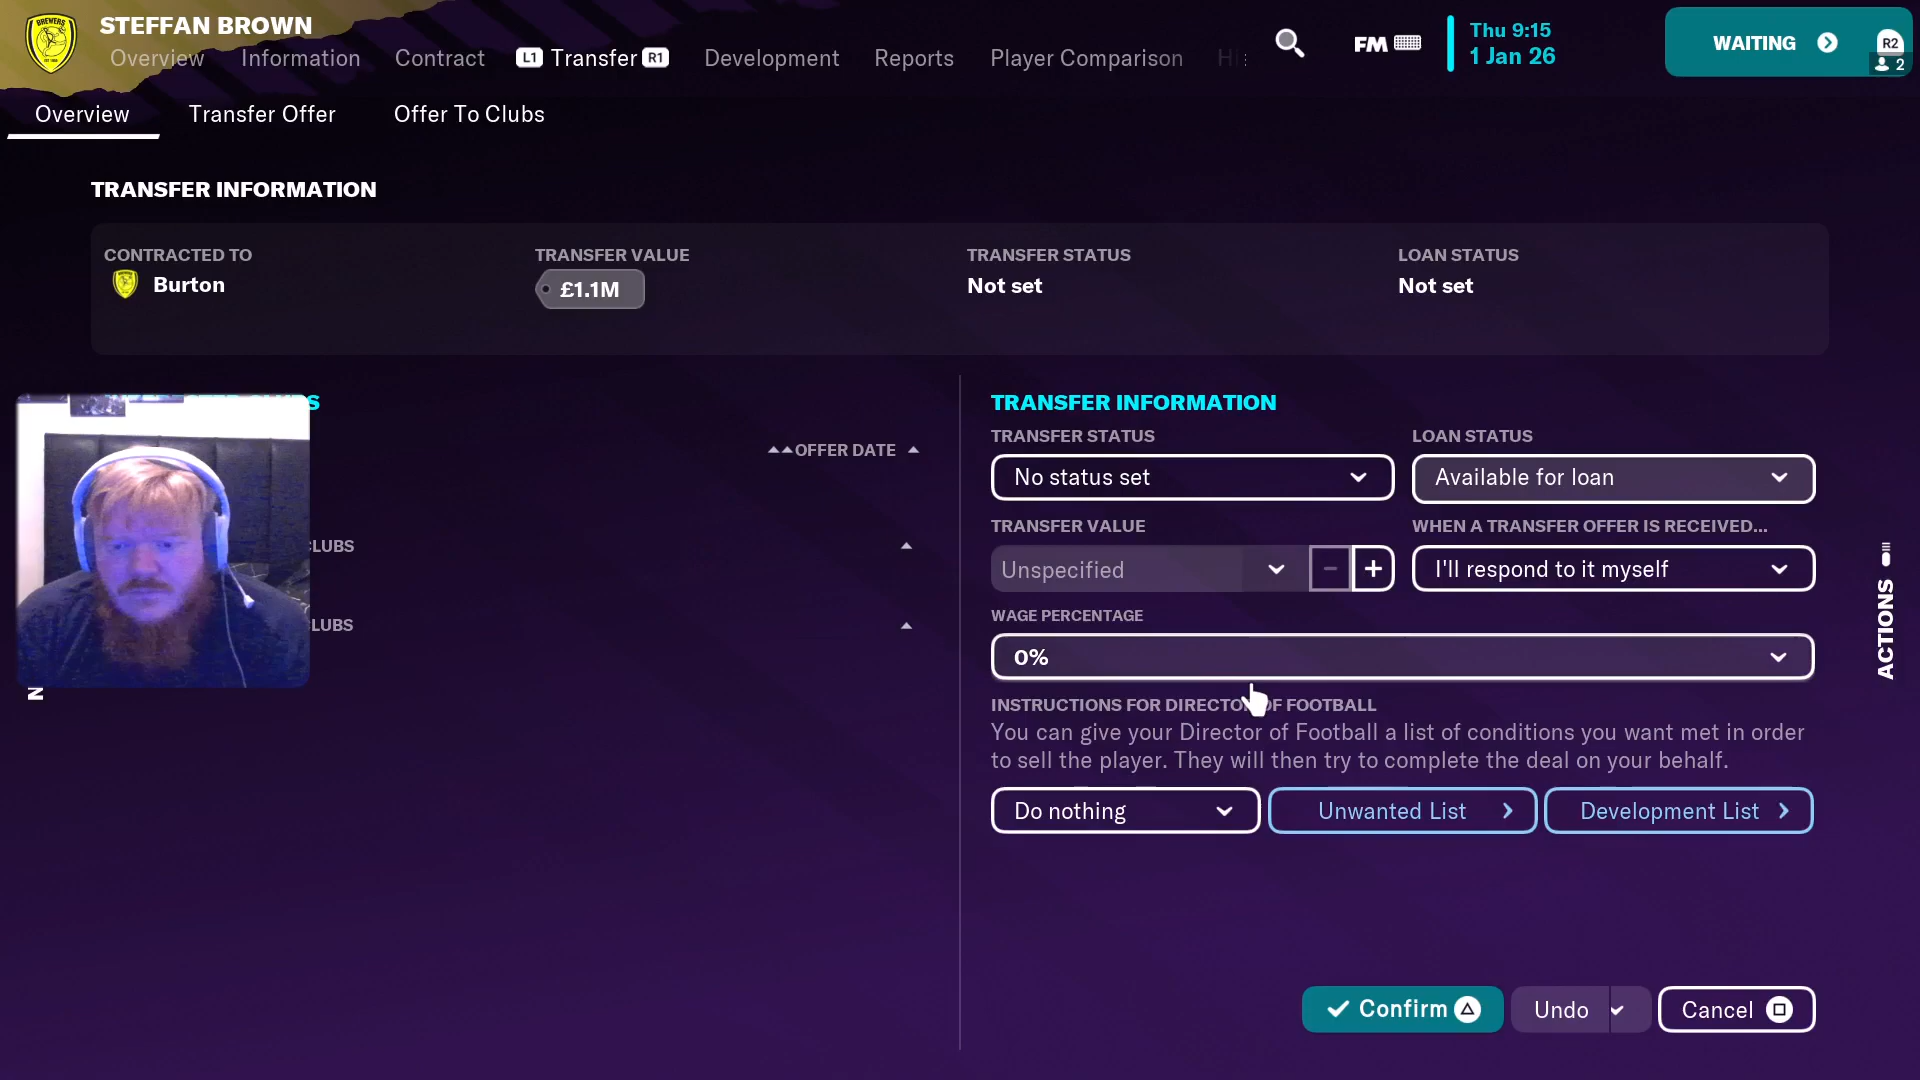 STEFFAN BROWN
Overview Information Contract L1 Transfer R1 Development Reports Player Comparison
FM
Thu 9:15
1 Jan 26
WAITING R2
2
Overview Transfer Offer Offer To Clubs
TRANSFER INFORMATION
CONTRACTED TO TRANSFER VALUE TRANSFER STATUS LOAN STATUS
Burton £1.1M Not set Not set
TRANSFER INFORMATION
TRANSFER STATUS LOAN STATUS
OFFER DATE
No status set Available for loan
TRANSFER VALUE WHEN A TRANSFER OFFER IS RECEIVED...
Unspecified - + I'll respond to it myself
WAGE PERCENTAGE
0%
INSTRUCTIONS FOR DIRECTOR OF FOOTBALL
You can give your Director of Football a list of conditions you want met in order
to sell the player. They will then try to complete the deal on your behalf.
Do nothing Unwanted List Development List
ACTIONS
Confirm Undo Cancel